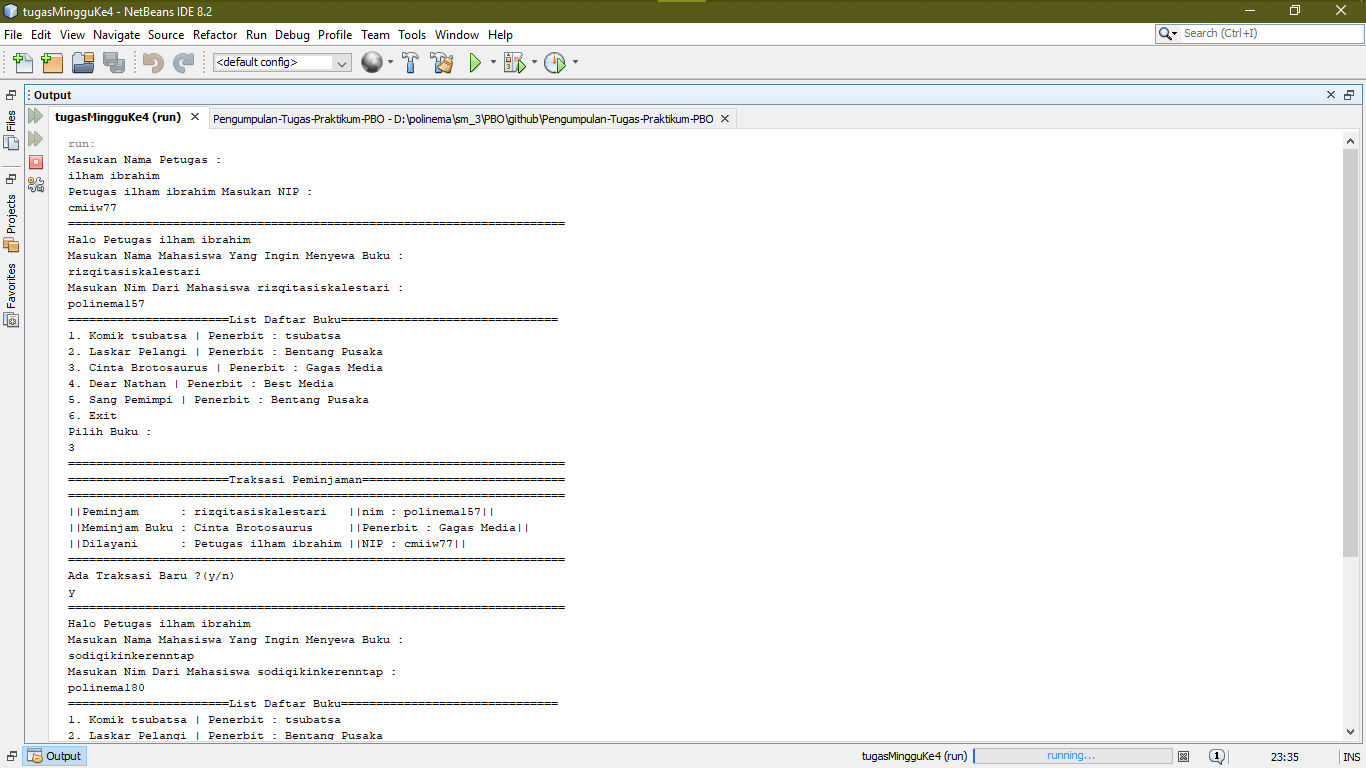 tugasMingguKe4 - NetBeans IDE 8.2
File Edit View Navigate Source Refactor Run Debug Profile Team Tools Window Help
Search (Ctrl+I)
<default config>
Output
Files
Projects
Favorites
tugasMingguKe4 (run)
Pengumpulan-Tugas-Praktikum-PBO - D:\polinema\sm_3\PBO\github\Pengumpulan-Tugas-Praktikum-PBO
run:
Masukan Nama Petugas :
ilham ibrahim
Petugas ilham ibrahim Masukan NIP :
cmiiw77
=======================================================================
Halo Petugas ilham ibrahim
Masukan Nama Mahasiswa Yang Ingin Menyewa Buku :
rizqitasiskalestari
Masukan Nim Dari Mahasiswa rizqitasiskalestari :
polinema157
=======================List Daftar Buku===============================
1. Komik tsubatsa | Penerbit : tsubatsa
2. Laskar Pelangi | Penerbit : Bentang Pusaka
3. Cinta Brotosaurus | Penerbit : Gagas Media
4. Dear Nathan | Penerbit : Best Media
5. Sang Pemimpi | Penerbit : Bentang Pusaka
6. Exit
Pilih Buku :
3
=======================================================================
=======================Traksasi Peminjaman=============================
=======================================================================
||Peminjam      : rizqitasiskalestari   ||nim : polinema157||
||Meminjam Buku : Cinta Brotosaurus     ||Penerbit : Gagas Media||
||Dilayani      : Petugas ilham ibrahim ||NIP : cmiiw77||
=======================================================================
Ada Traksasi Baru ?(y/n)
y
=======================================================================
Halo Petugas ilham ibrahim
Masukan Nama Mahasiswa Yang Ingin Menyewa Buku :
sodiqikinkerenntap
Masukan Nim Dari Mahasiswa sodiqikinkerenntap :
polinema180
=======================List Daftar Buku===============================
1. Komik tsubatsa | Penerbit : tsubatsa
2. Laskar Pelangi | Penerbit : Bentang Pusaka
Output
tugasMingguKe4 (run)
running...
1
23:35
INS